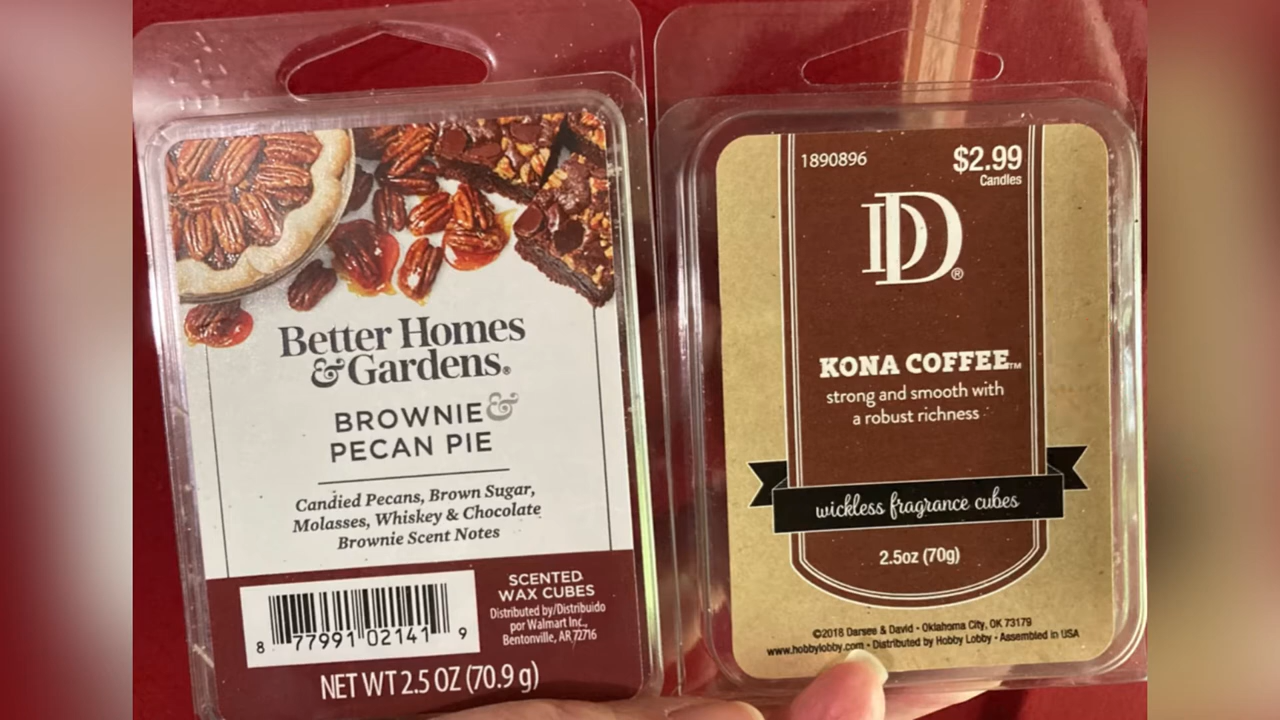 Better Homes
& Gardens®
BROWNIE &
PECAN PIE
Candied Pecans, Brown Sugar,
Molasses, Whiskey & Chocolate
Brownie Scent Notes
SCENTED
WAX CUBES
Distributed by/Distribuido
por Walmart Inc.,
Bentonville, AR 72716
8 77991 02141 9
NET WT 2.5 OZ (70.9 g)
1890896
$2.99
Candles
DD®
KONA COFFEE™
strong and smooth with
a robust richness
wickless fragrance cubes
2.5oz (70g)
©2018 Darsee & David • Oklahoma City, OK 73179
www.hobbylobby.com • Distributed by Hobby Lobby • Assembled in USA